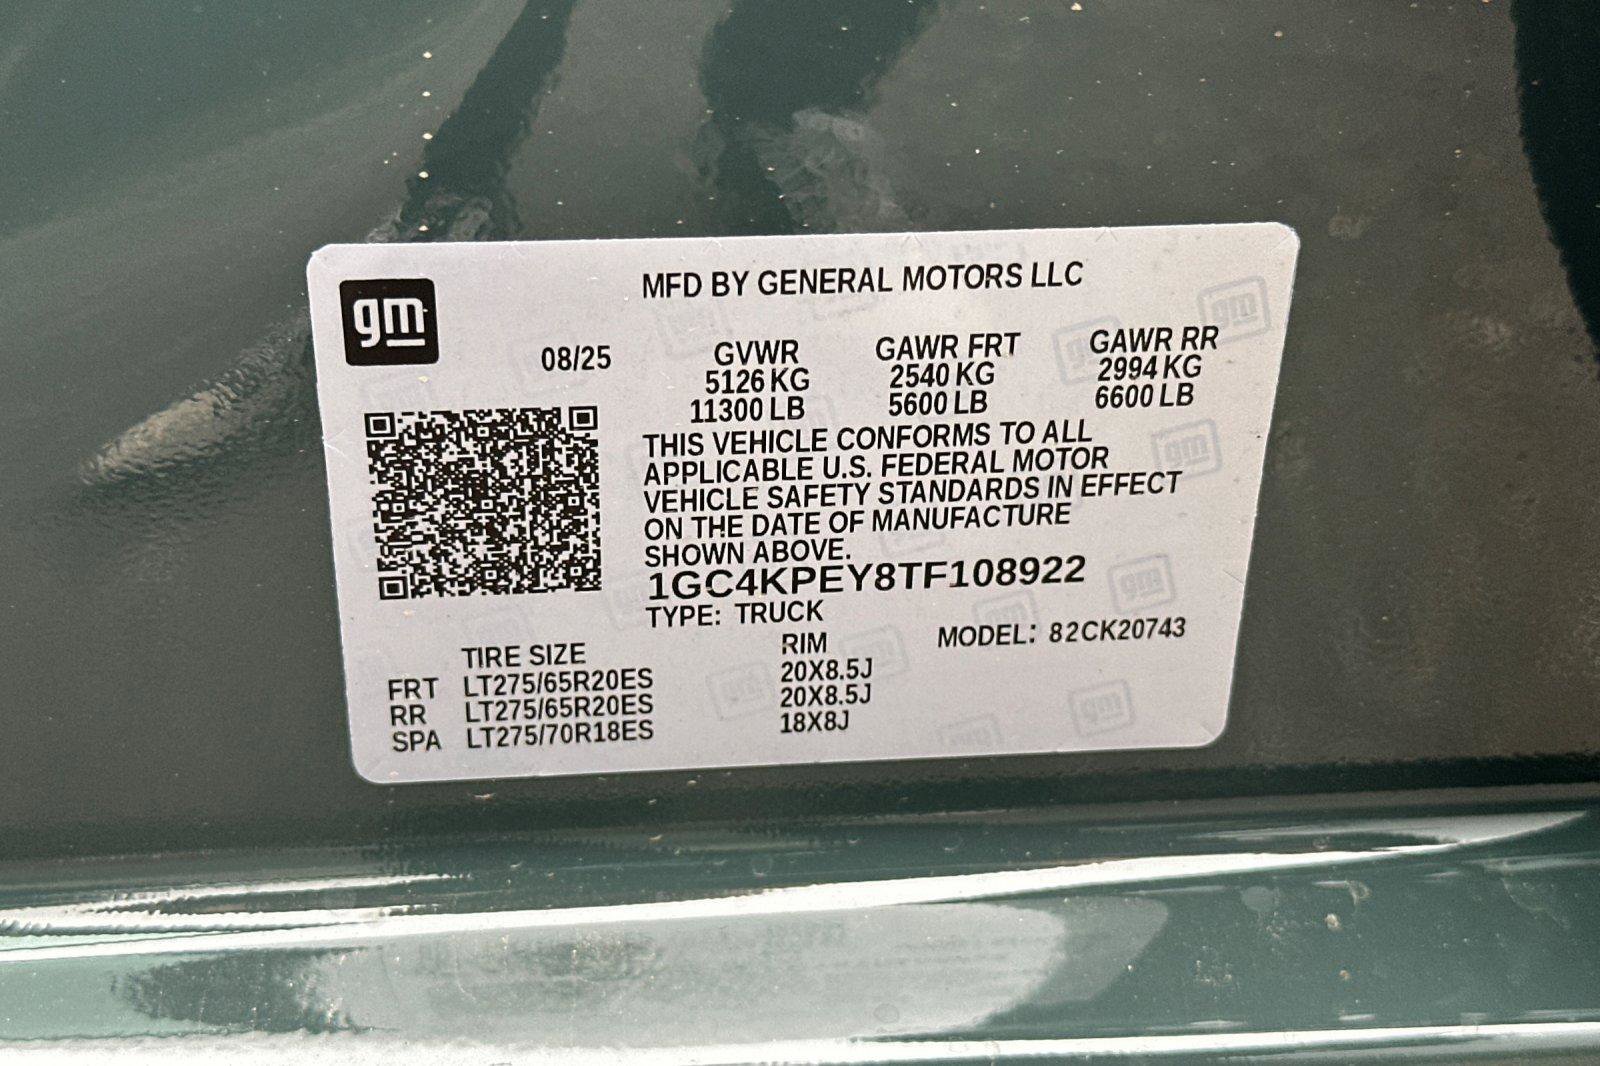 gm
MFD BY GENERAL MOTORS LLC
08/25 GVWR GAWR FRT GAWR RR
5126 KG 2540 KG 2994 KG
11300 LB 5600 LB 6600 LB
THIS VEHICLE CONFORMS TO ALL
APPLICABLE U.S. FEDERAL MOTOR
VEHICLE SAFETY STANDARDS IN EFFECT
ON THE DATE OF MANUFACTURE
SHOWN ABOVE.
1GC4KPEY8TF108922
TYPE: TRUCK
MODEL: 82CK20743
TIRE SIZE RIM
FRT LT275/65R20ES 20X8.5J
RR LT275/65R20ES 20X8.5J
SPA LT275/70R18ES 18X8J